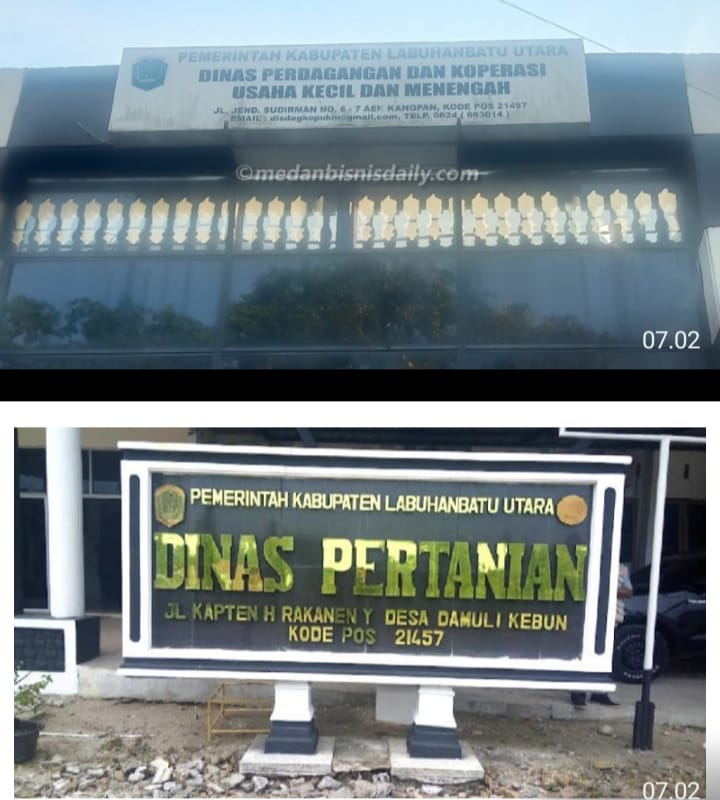 PEMERINTAH KABUPATEN LABUHANBATU UTARA
DINAS PERDAGANGAN DAN KOPERASI
USAHA KECIL DAN MENENGAH
JL. JEND. SUDIRMAN NO. 6 - 7 AEK KANOPAN, KODE POS 21457
EMAIL : disdagkopukm@gmail.com, TELP. 0624 ( 693014 )
©medanbisnisdaily.com
07.02
PEMERINTAH KABUPATEN LABUHANBATU UTARA
DINAS PERTANIAN
JL KAPTEN H RAKANEN Y DESA DAMULI KEBUN
KODE POS 21457
07.02